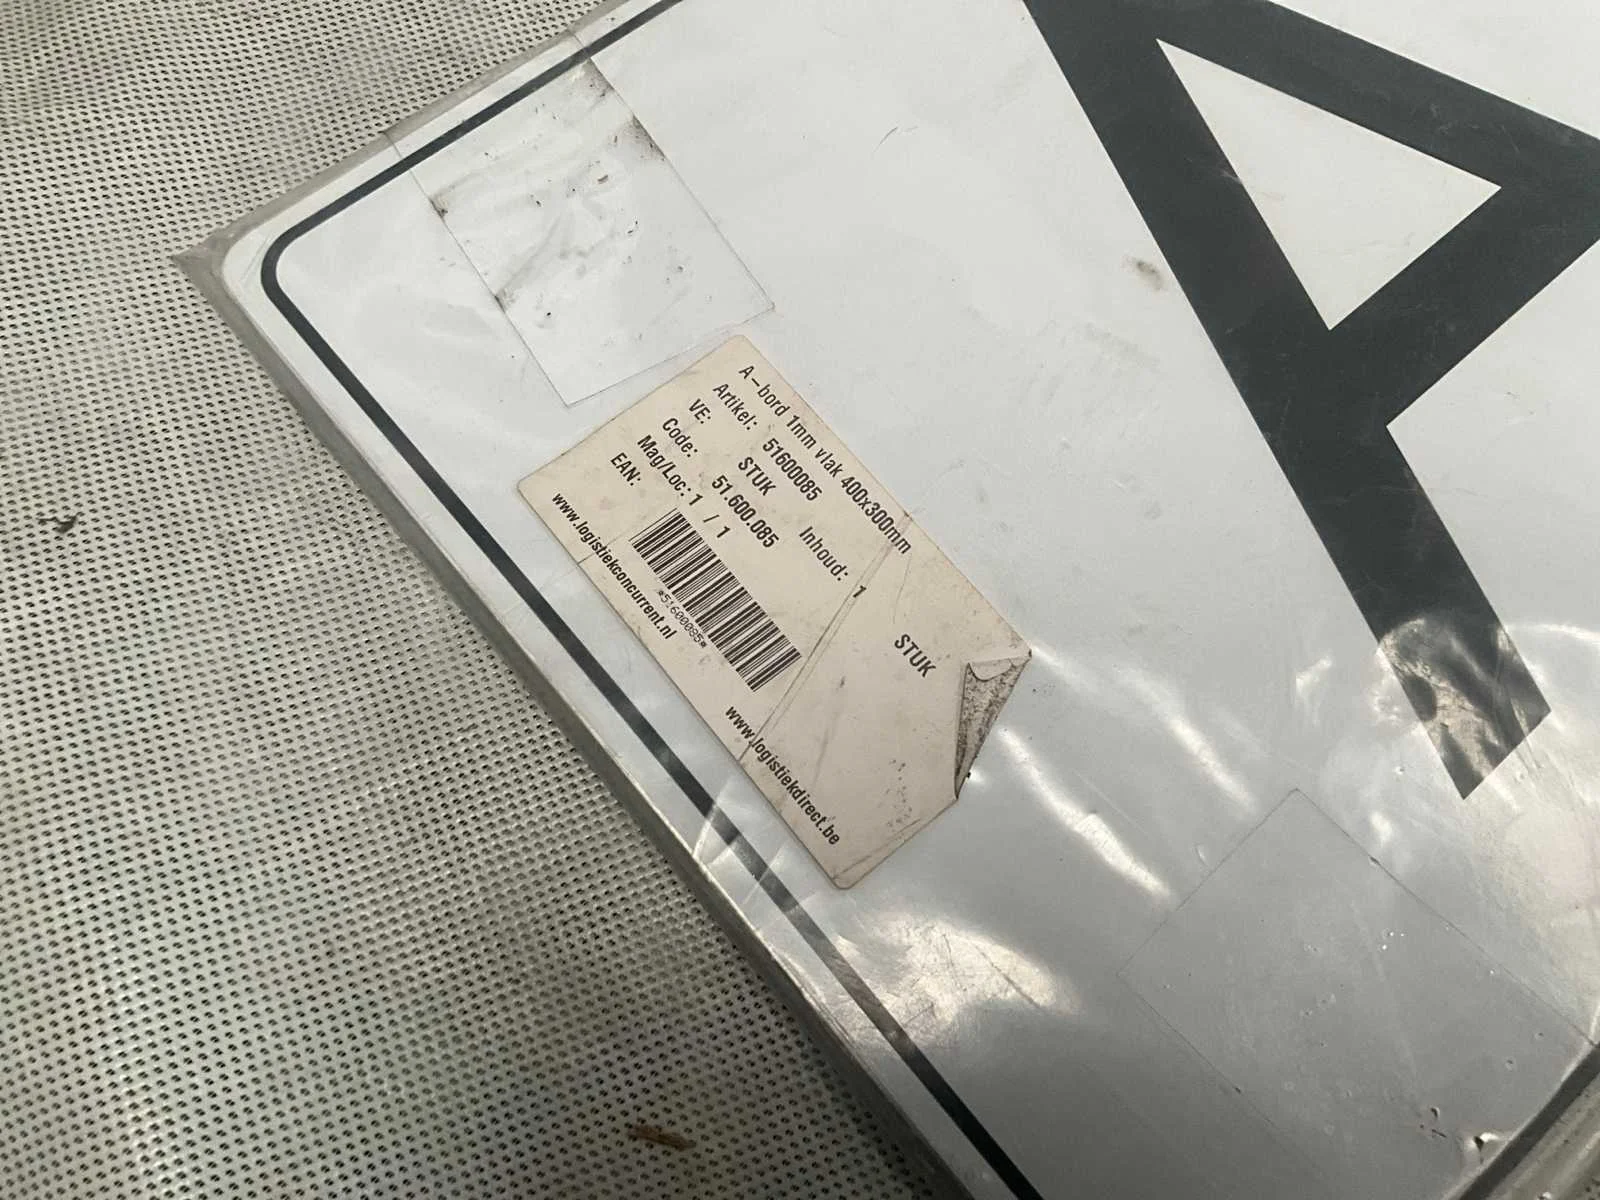 A
A-bord 1mm vlak 400x300mm
Artikel: 51600085
VE: STUK Inhoud: 1 STUK
Code: 51.600.085
Mag/Loc: 1 / 1
EAN:
*51600085*
www.logistiekconcurrent.nl www.logistiekdirect.be